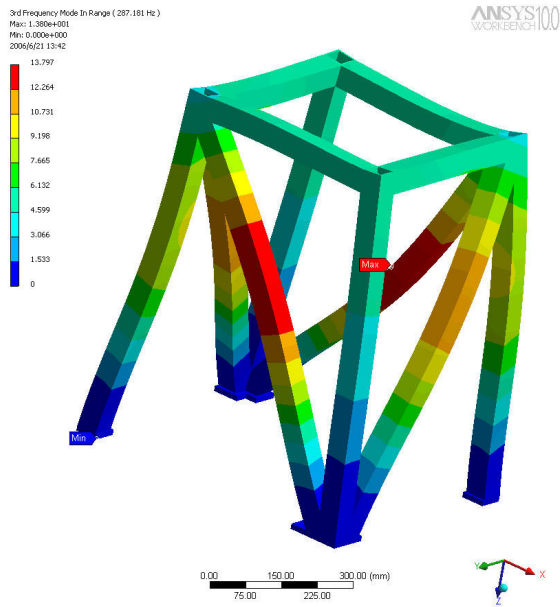 3rd Frequency Mode In Range ( 287.181 Hz )
Max: 1.380e+001
Min: 0.000e+000
2006/6/21 13:42
ANSYS 10.0
WORKBENCH
13.797
12.264
10.731
9.198
7.665
6.132
4.599
3.066
1.533
0
Max
Min
0.00 150.00 300.00 (mm)
75.00 225.00
Y
X
Z